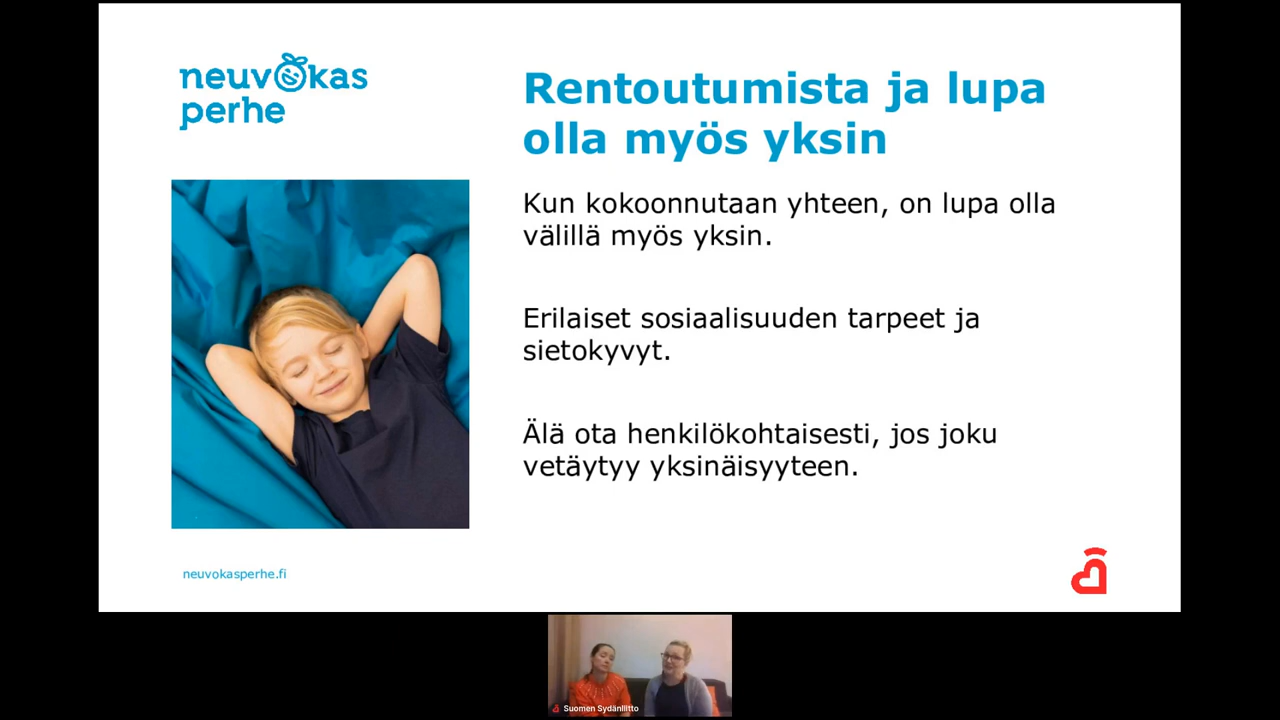 neuvokas
perhe
Rentoutumista ja lupa
olla myös yksin
Kun kokoonnutaan yhteen, on lupa olla
välillä myös yksin.
Erilaiset sosiaalisuuden tarpeet ja
sietokyvyt.
Älä ota henkilökohtaisesti, jos joku
vetäytyy yksinäisyyteen.
neuvokasperhe.fi
Suomen Sydänliitto